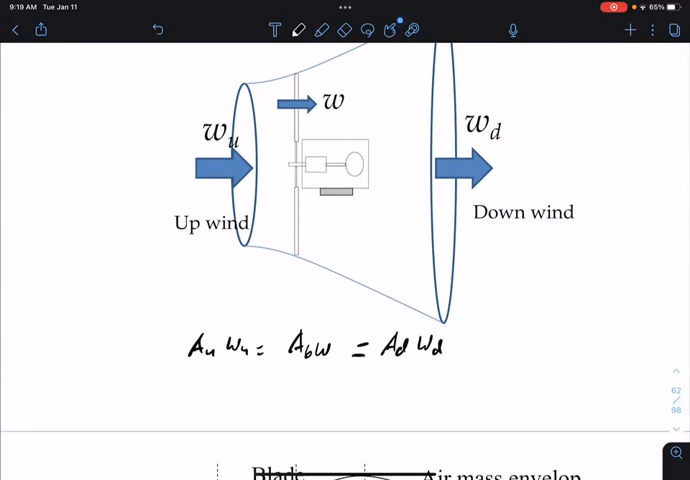 9:19 AM Tue Jan 11
65%
w
w_u
w_d
Up wind
Down wind
A_u w_u = A_b w = A_d w_d
62
/
98
Blade
Air mass envelop